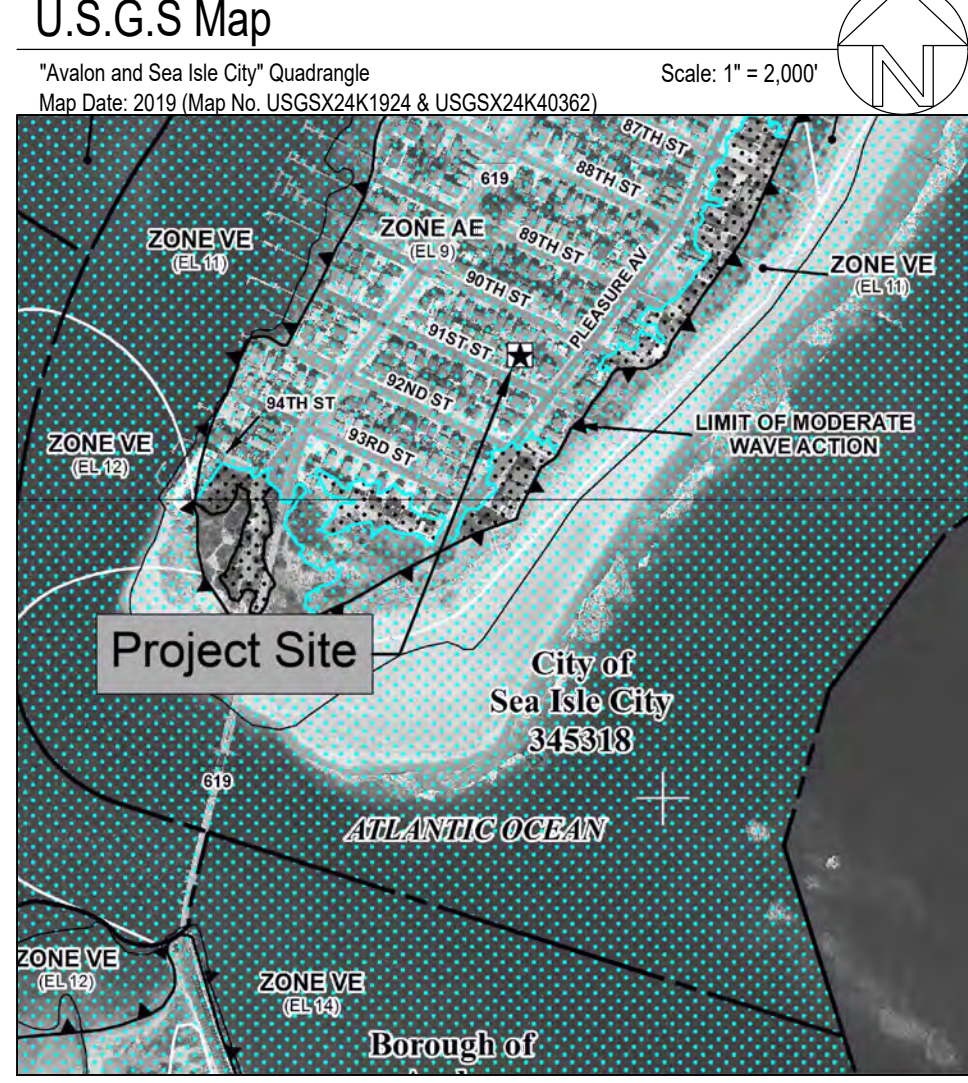 U.S.G.S Map
"Avalon and Sea Isle City" Quadrangle
Scale: 1" = 2,000'
Map Date: 2019 (Map No. USGSX24K1924 & USGSX24K40362)
N
87TH ST
619
88TH ST
ZONE VE
(EL 11)
ZONE AE
(EL 9)
89TH ST
90TH ST
PLEASURE AV
ZONE VE
(EL 11)
91ST ST
92ND ST
94TH ST
93RD ST
LIMIT OF MODERATE
WAVE ACTION
ZONE VE
(EL 12)
Project Site
City of
Sea Isle City
345318
619
ATLANTIC OCEAN
ZONE VE
(EL 12)
ZONE VE
(EL 14)
Borough of